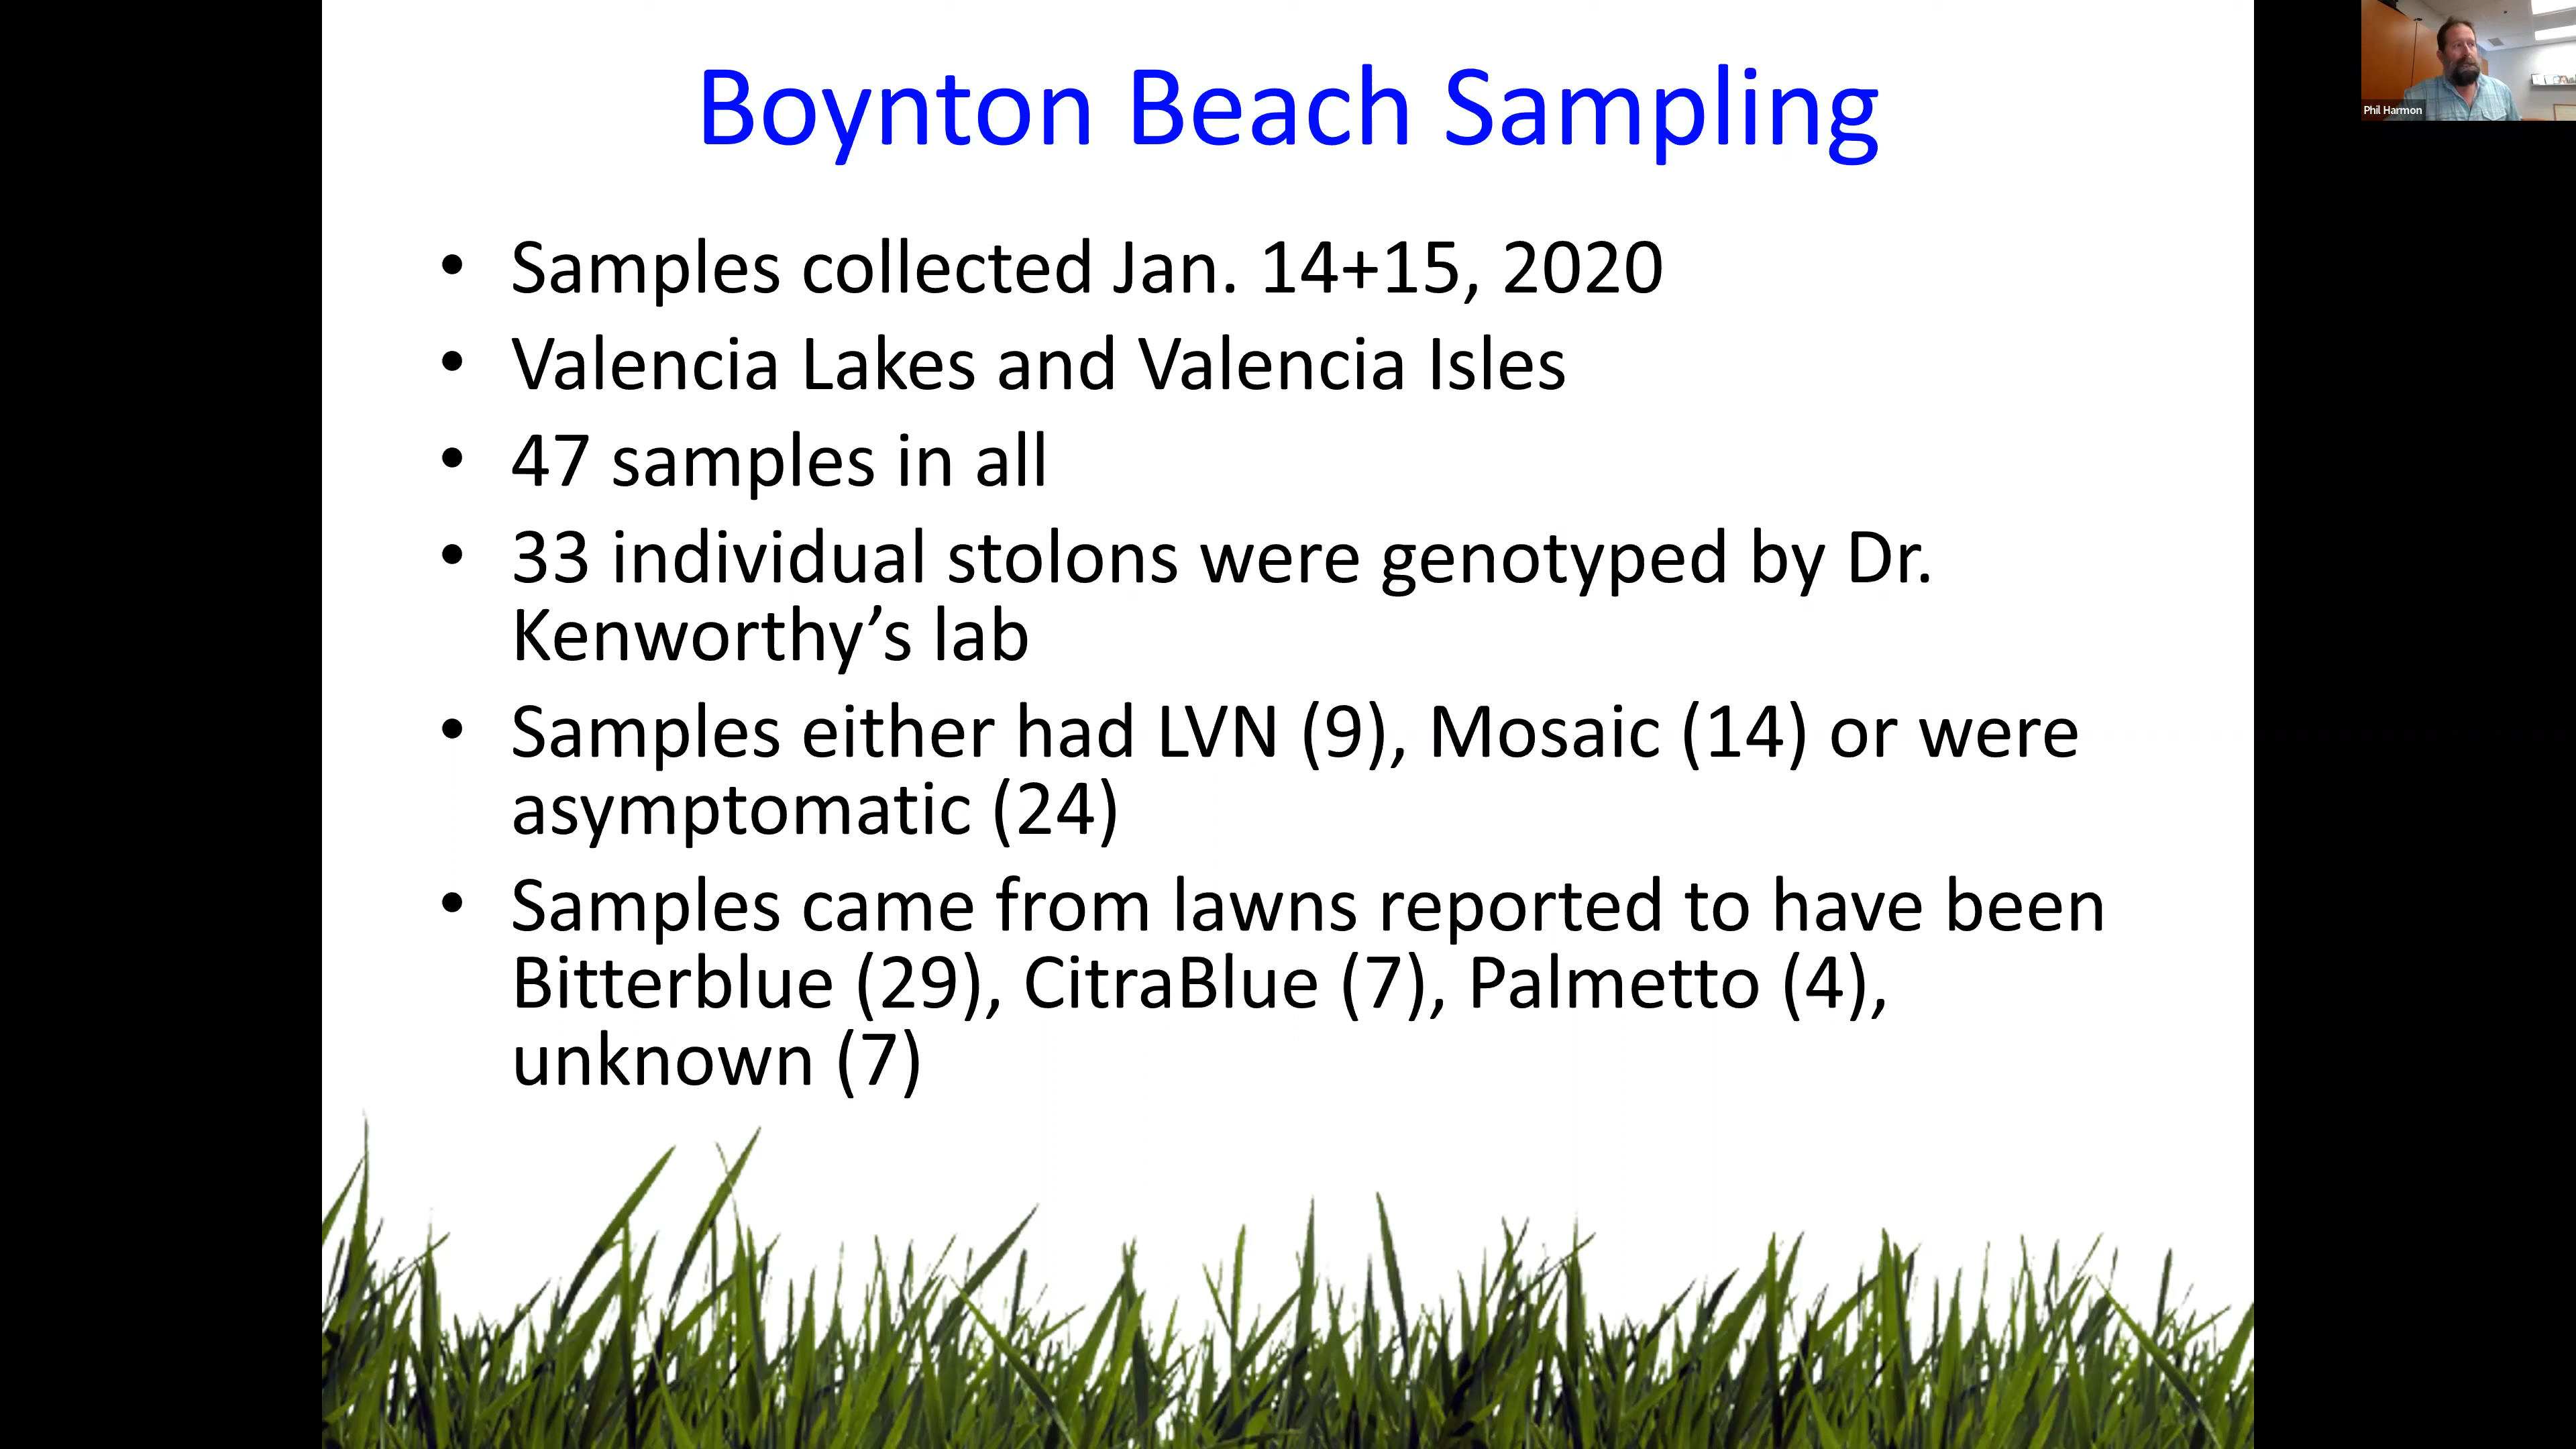 Boynton Beach Sampling
• Samples collected Jan. 14+15, 2020
• Valencia Lakes and Valencia Isles
• 47 samples in all
• 33 individual stolons were genotyped by Dr.
Kenworthy’s lab
• Samples either had LVN (9), Mosaic (14) or were
asymptomatic (24)
• Samples came from lawns reported to have been
Bitterblue (29), CitraBlue (7), Palmetto (4),
unknown (7)
Phil Harmon